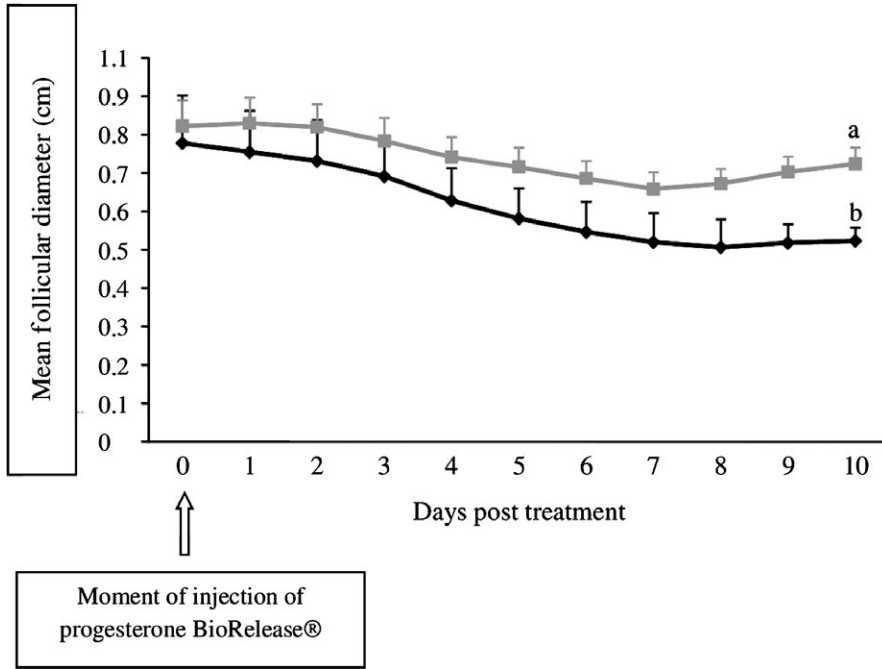 Mean follicular diameter (cm)
1.1
0.9
0.8
0.7
0.6
0.5
0.4
0.3
0.2
0.1
0
a
b
0 1 2 3 4 5 6 7 8 9 10
Days post treatment
Moment of injection of
progesterone BioRelease®